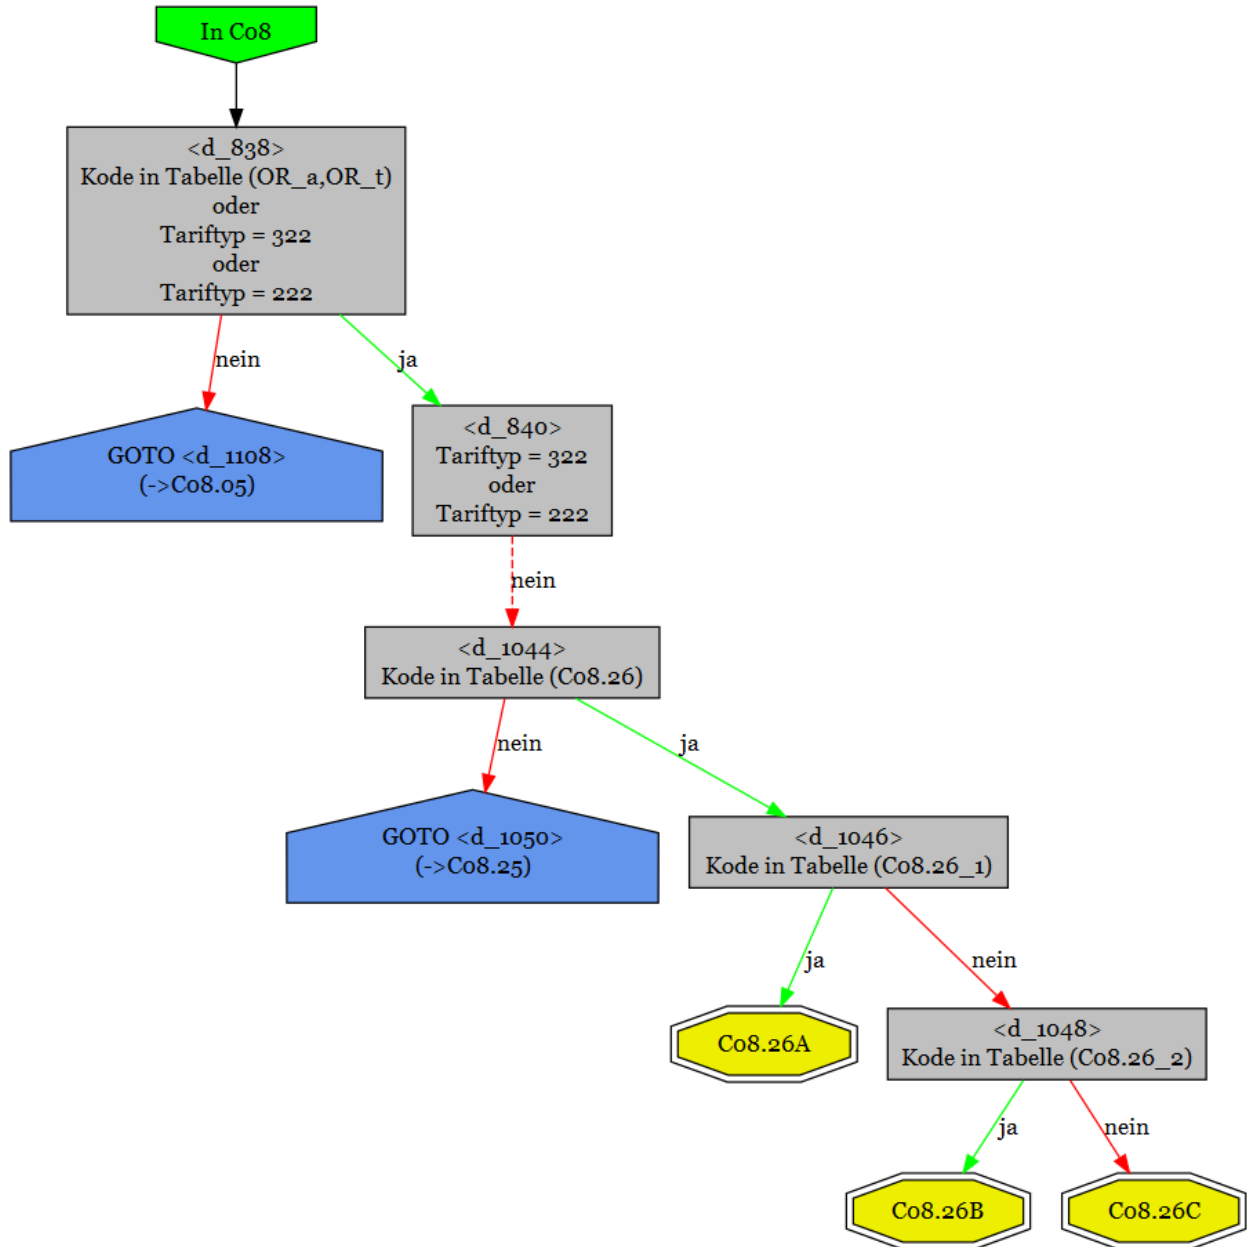 In C08
<d_838>
Kode in Tabelle (OR_a,OR_t)
oder
Tariftyp = 322
oder
Tariftyp = 222
nein
ja
GOTO <d_1108>
(->C08.05)
<d_840>
Tariftyp = 322
oder
Tariftyp = 222
nein
<d_1044>
Kode in Tabelle (C08.26)
nein
ja
GOTO <d_1050>
(->C08.25)
<d_1046>
Kode in Tabelle (C08.26_1)
ja
nein
C08.26A
<d_1048>
Kode in Tabelle (C08.26_2)
ja
nein
C08.26B
C08.26C